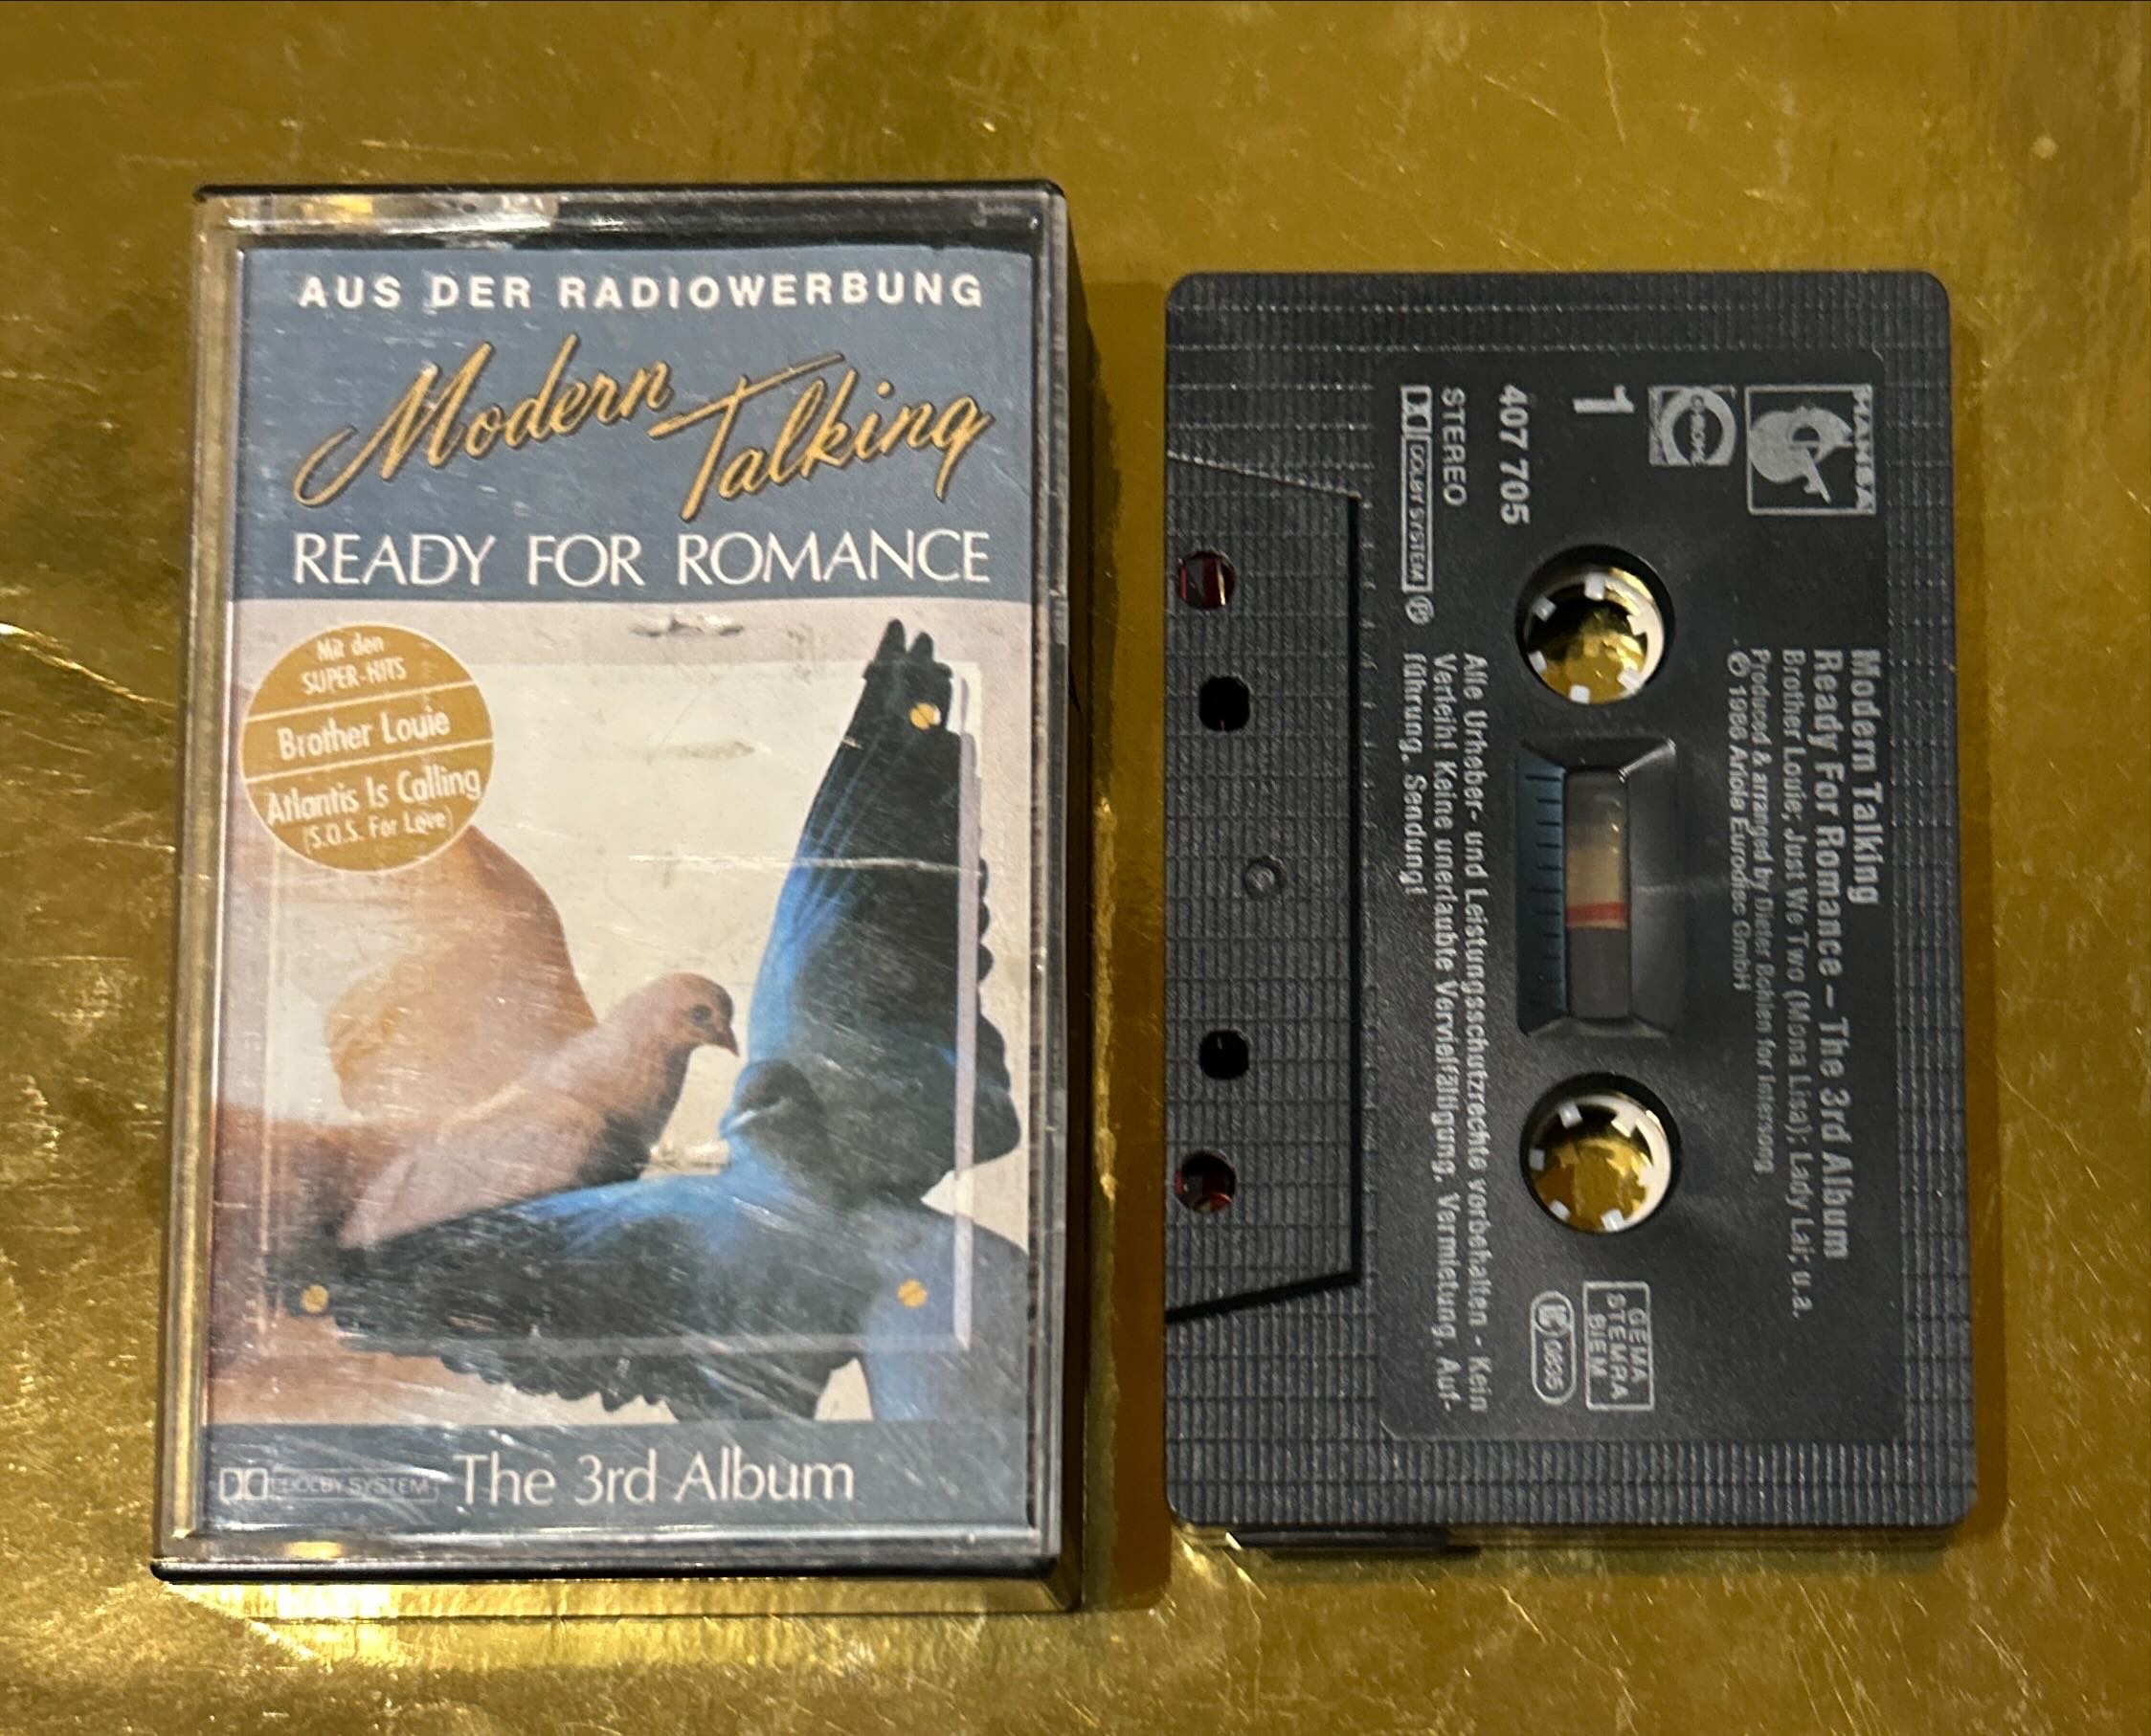 AUS DER RADIOWERBUNG
Modern
Talking
READY FOR ROMANCE
Mit den
SUPER-HITS
Brother Louie
Atlantis Is Calling
(S.O.S. For Love)
DOLBY SYSTEM
The 3rd Album
HANSA
1
407 705
STEREO
DOLBY SYSTEM
Modern Talking
Ready For Romance – The 3rd Album
Brother Louie; Just We Two (Mona Lisa); Lady Lai; u.a.
Produced & arranged by Dieter Bohlen for Intersong
℗ 1986 Ariola Eurodisc GmbH
GEMA
STEMRA
BIEM
LC 0835
Alle Urheber- und Leistungsschutzrechte vorbehalten - Kein
Verleih! Keine unerlaubte Vervielfältigung, Vermietung, Auf-
führung, Sendung!